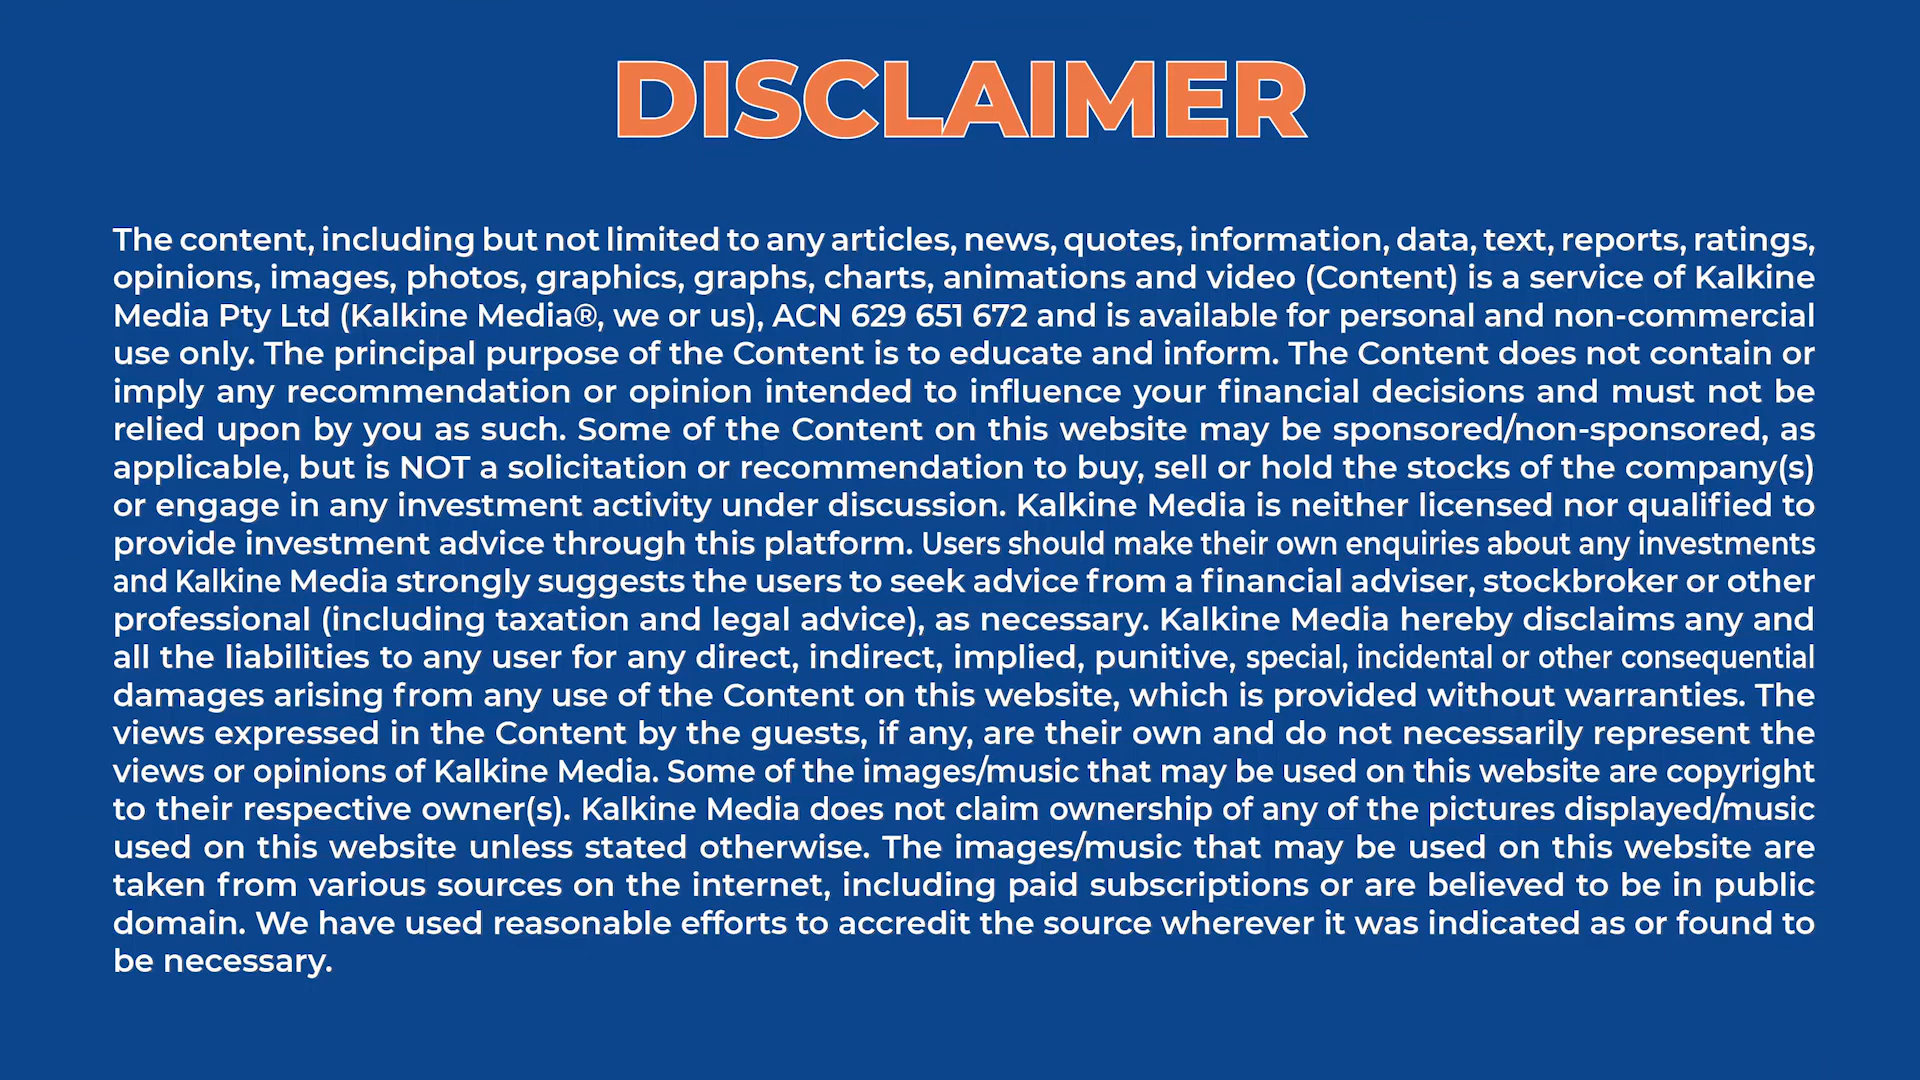 DISCLAIMER
The content, including but not limited to any articles, news, quotes, information, data, text, reports, ratings,
opinions, images, photos, graphics, graphs, charts, animations and video (Content) is a service of Kalkine
Media Pty Ltd (Kalkine Media®, we or us), ACN 629 651 672 and is available for personal and non-commercial
use only. The principal purpose of the Content is to educate and inform. The Content does not contain or
imply any recommendation or opinion intended to influence your financial decisions and must not be
relied upon by you as such. Some of the Content on this website may be sponsored/non-sponsored, as
applicable, but is NOT a solicitation or recommendation to buy, sell or hold the stocks of the company(s)
or engage in any investment activity under discussion. Kalkine Media is neither licensed nor qualified to
provide investment advice through this platform. Users should make their own enquiries about any investments
and Kalkine Media strongly suggests the users to seek advice from a financial adviser, stockbroker or other
professional (including taxation and legal advice), as necessary. Kalkine Media hereby disclaims any and
all the liabilities to any user for any direct, indirect, implied, punitive, special, incidental or other consequential
damages arising from any use of the Content on this website, which is provided without warranties. The
views expressed in the Content by the guests, if any, are their own and do not necessarily represent the
views or opinions of Kalkine Media. Some of the images/music that may be used on this website are copyright
to their respective owner(s). Kalkine Media does not claim ownership of any of the pictures displayed/music
used on this website unless stated otherwise. The images/music that may be used on this website are
taken from various sources on the internet, including paid subscriptions or are believed to be in public
domain. We have used reasonable efforts to accredit the source wherever it was indicated as or found to
be necessary.